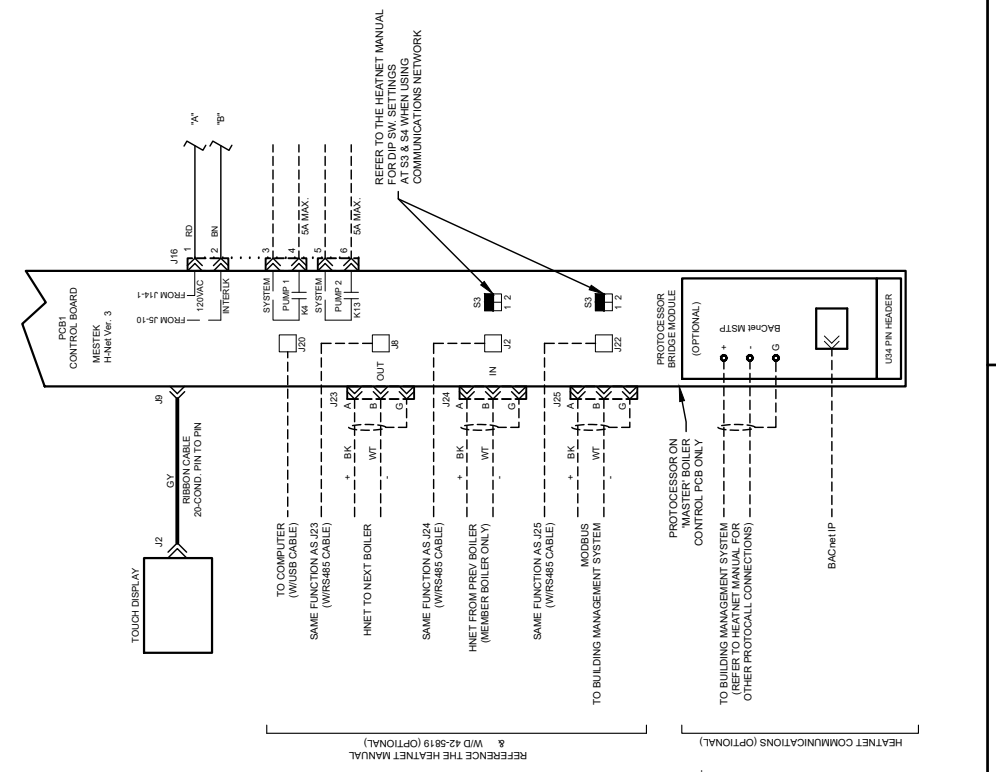 TOUCH DISPLAY
J2
GY
RIBBON CABLE
20-COND. PIN TO PIN
J9
PCB1
CONTROL BOARD
MESTEK
H-Net Ver. 3
FROM J14-1
120VAC
FROM J5-10
INTERLK
J16
1
RD
"A"
2
BN
"B"
SYSTEM
PUMP 1
K4
3
4
5A MAX.
SYSTEM
PUMP 2
K13
5
6
5A MAX.
REFER TO THE HEATNET MANUAL
FOR DIP SW. SETTINGS
AT S3 & S4 WHEN USING
COMMUNICATIONS NETWORK
TO COMPUTER
(W/USB CABLE)
J20
SAME FUNCTION AS J23
(W/RS485 CABLE)
J8
OUT
HNET TO NEXT BOILER
+
BK
-
WT
J23
A
B
G
SAME FUNCTION AS J24
(W/RS485 CABLE)
J2
S3
1 2
IN
HNET FROM PREV BOILER
(MEMBER BOILER ONLY)
+
BK
-
WT
J24
A
B
G
SAME FUNCTION AS J25
(W/RS485 CABLE)
J22
S3
1 2
MODBUS
TO BUILDING MANAGEMENT SYSTEM
+
BK
-
WT
J25
A
B
G
PROTOCESSOR
BRIDGE MODULE
(OPTIONAL)
PROTOCESSOR ON
'MASTER' BOILER
CONTROL PCB ONLY
BACnet MSTP
+
-
G
TO BUILDING MANAGEMENT SYSTEM
(REFER TO HEATNET MANUAL FOR
OTHER PROTOCALL CONNECTIONS)
BACnet IP
U34 PIN HEADER
REFERENCE THE HEATNET MANUAL
& W/D 42-5819 (OPTIONAL)
HEATNET COMMUNICATIONS (OPTIONAL)